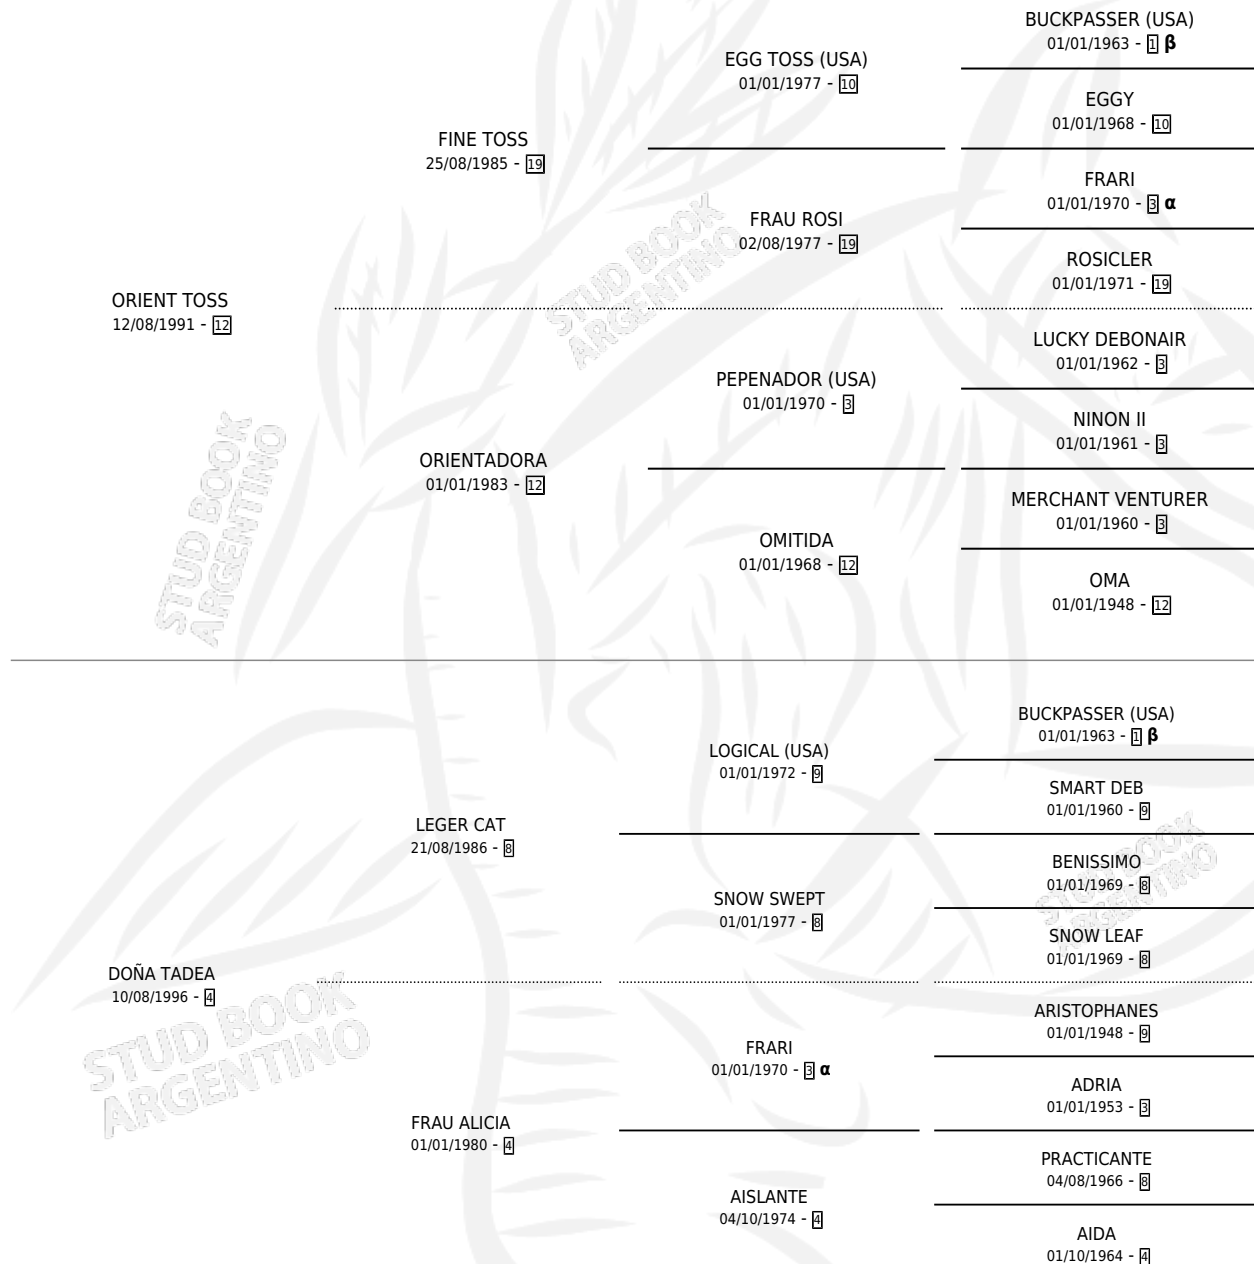 BUCKPASSER (USA)
01/01/1963 - 1 β
EGG TOSS (USA)
01/01/1977 - 10
EGGY
01/01/1968 - 10
FINE TOSS
25/08/1985 - 19
FRARI
01/01/1970 - 3 α
FRAU ROSI
02/08/1977 - 19
ROSICLER
01/01/1971 - 19
ORIENT TOSS
12/08/1991 - 12
STUD BOOK
ARGENTINO
LUCKY DEBONAIR
01/01/1962 - 3
PEPENADOR (USA)
01/01/1970 - 3
NINON II
01/01/1961 - 3
ORIENTADORA
01/01/1983 - 12
MERCHANT VENTURER
01/01/1960 - 3
OMITIDA
01/01/1968 - 12
OMA
01/01/1948 - 12
STUD BOOK
ARGENTINO
BUCKPASSER (USA)
01/01/1963 - 1 β
LOGICAL (USA)
01/01/1972 - 9
SMART DEB
01/01/1960 - 9
LEGER CAT
21/08/1986 - 8
BENISSIMO
01/01/1969 - 8
SNOW SWEPT
01/01/1977 - 8
SNOW LEAF
01/01/1969 - 8
STUD BOOK
ARGENTINO
DOÑA TADEA
10/08/1996 - 4
STUD BOOK
ARGENTINO
ARISTOPHANES
01/01/1948 - 9
FRARI
01/01/1970 - 3 α
ADRIA
01/01/1953 - 3
FRAU ALICIA
01/01/1980 - 4
PRACTICANTE
04/08/1966 - 8
AISLANTE
04/10/1974 - 4
AIDA
01/10/1964 - 4